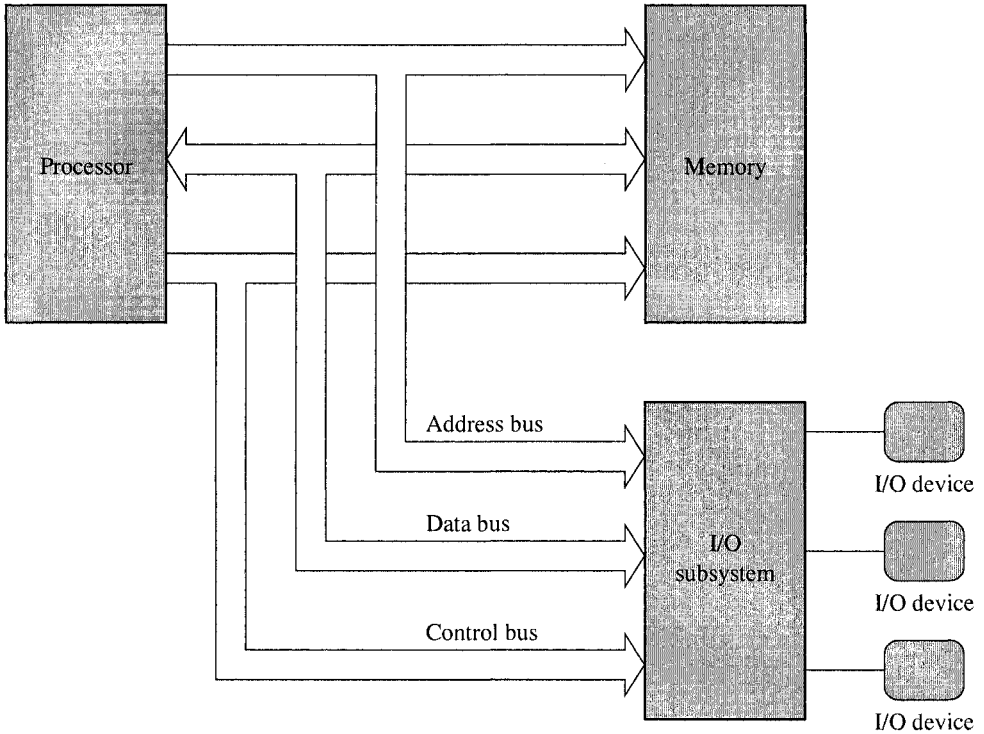 Processor
Memory
Address bus
I/O device
Data bus
I/O
subsystem
I/O device
Control bus
I/O device